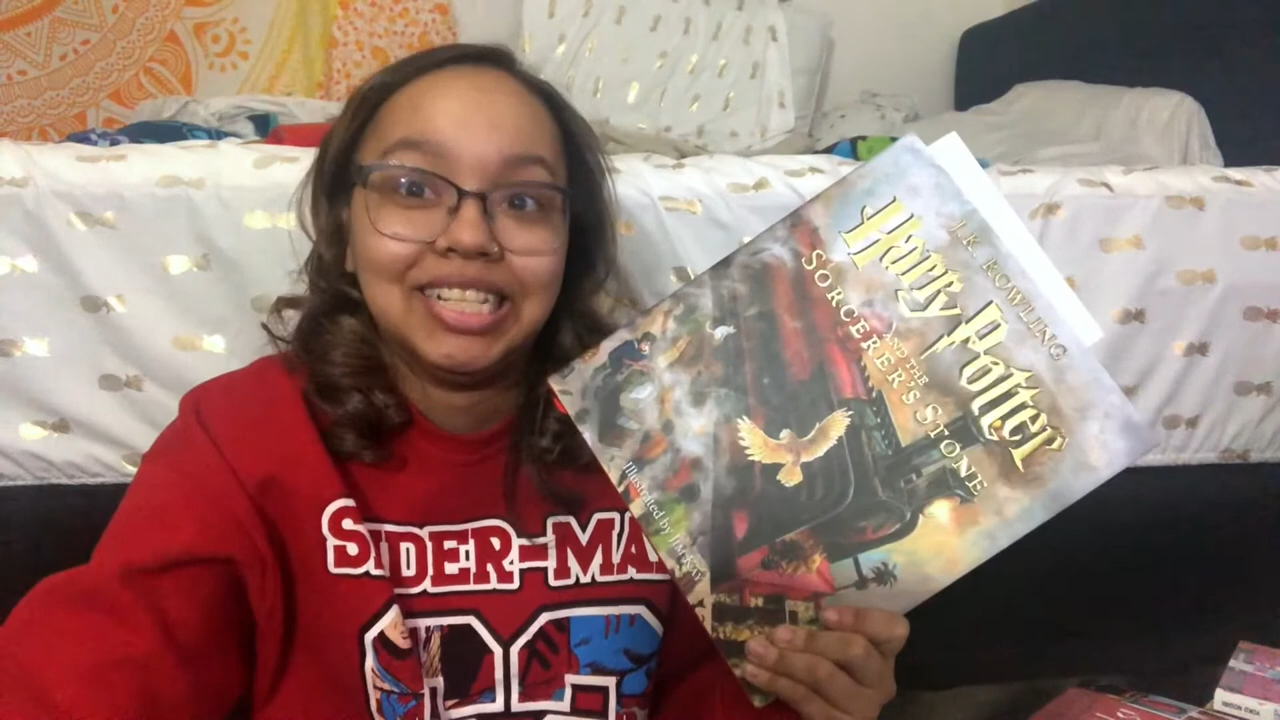 J.K. ROWLING
Harry Potter
AND THE
SORCERER'S STONE
Illustrated by JIM KAY
SPIDER-MA